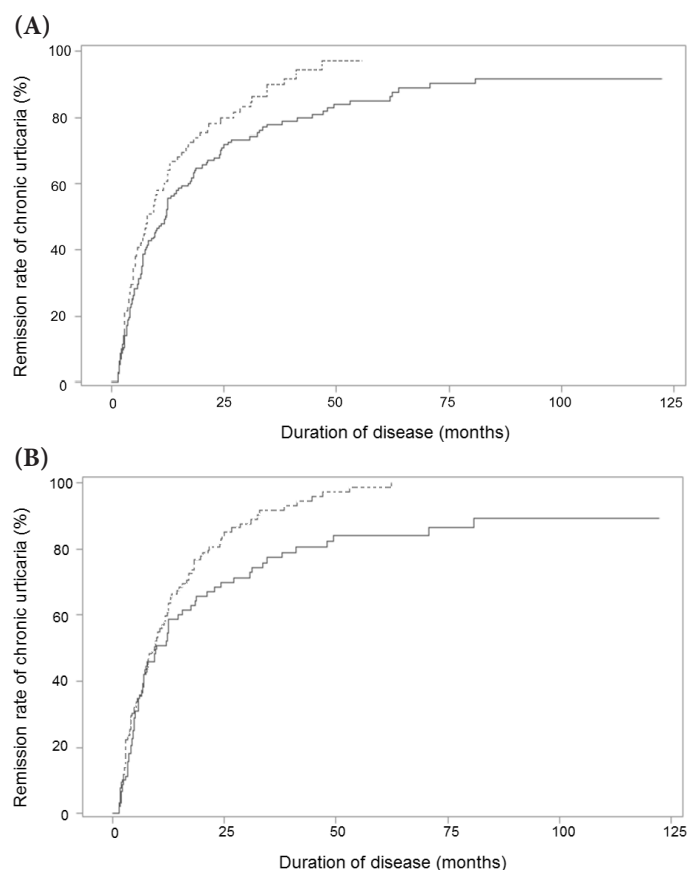 (A)
Remission rate of chronic urticaria (%)
100
80
60
40
20
0
0 25 50 75 100 125
Duration of disease (months)
(B)
Remission rate of chronic urticaria (%)
100
80
60
40
20
0
0 25 50 75 100 125
Duration of disease (months)